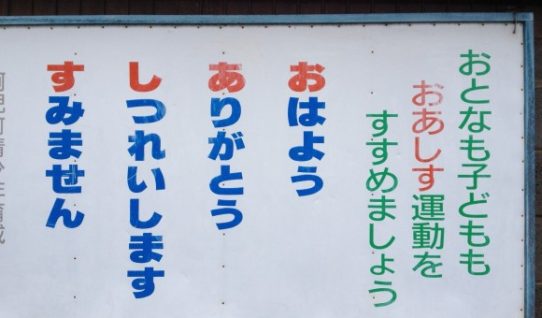 おとなも子どもも
おあしす運動を
すすめましょう
おはよう
ありがとう
しつれいします
すみません